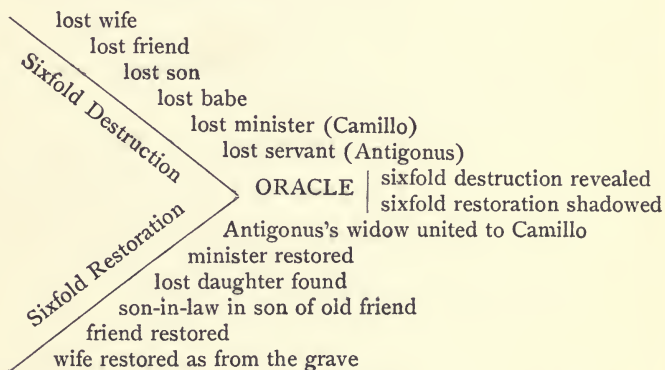 lost wife
lost friend
lost son
lost babe
lost minister (Camillo)
lost servant (Antigonus)
Sixfold Destruction
ORACLE | sixfold destruction revealed
sixfold restoration shadowed
Sixfold Restoration
Antigonus's widow united to Camillo
minister restored
lost daughter found
son-in-law in son of old friend
friend restored
wife restored as from the grave